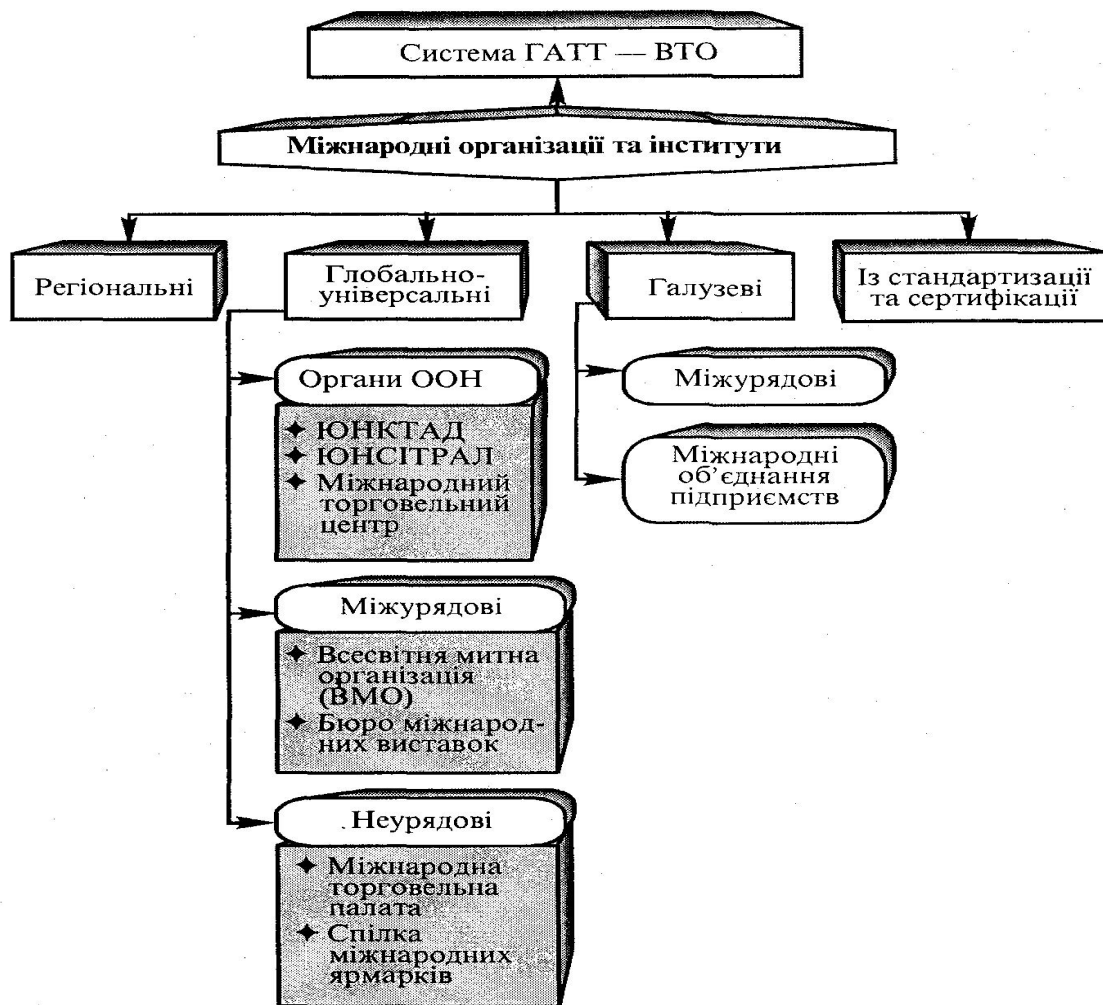 Система ГАТТ — ВТО
Міжнародні організації та інститути
Регіональні
Глобально-
універсальні
Галузеві
Із стандартизації
та сертифікації
Органи ООН
✦ ЮНКТАД
✦ ЮНСІТРАЛ
✦ Міжнародний
торговельний
центр
Міжурядові
✦ Всесвітня митна
організація
(ВМО)
✦ Бюро міжнарод-
них виставок
Неурядові
✦ Міжнародна
торговельна
палата
✦ Спілка
міжнародних
ярмарків
Міжурядові
Міжнародні
об’єднання
підприємств